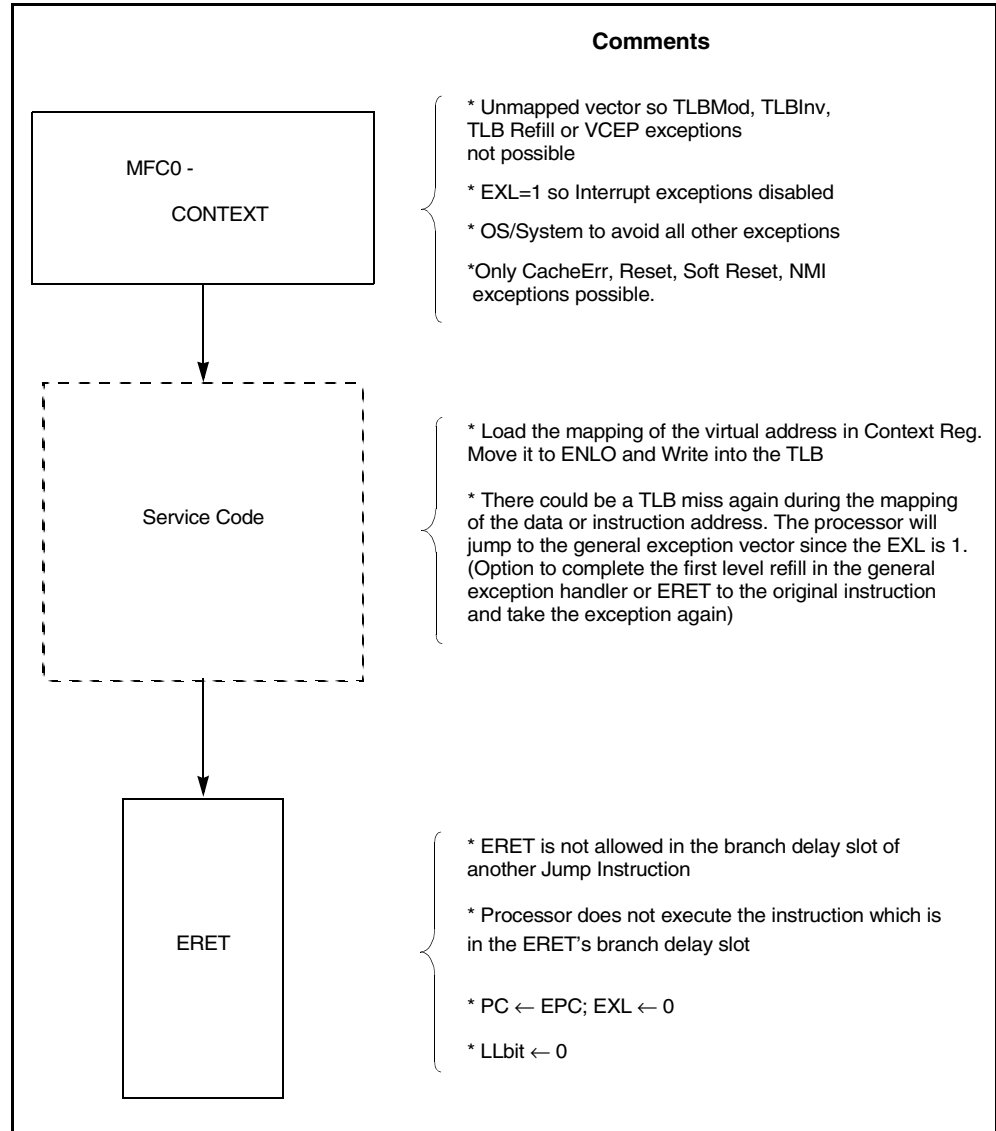 Comments
MFC0 -
CONTEXT
* Unmapped vector so TLBMod, TLBInv,
TLB Refill or VCEP exceptions
not possible
* EXL=1 so Interrupt exceptions disabled
* OS/System to avoid all other exceptions
*Only CacheErr, Reset, Soft Reset, NMI
exceptions possible.
Service Code
* Load the mapping of the virtual address in Context Reg.
Move it to ENLO and Write into the TLB
* There could be a TLB miss again during the mapping
of the data or instruction address. The processor will
jump to the general exception vector since the EXL is 1.
(Option to complete the first level refill in the general
exception handler or ERET to the original instruction
and take the exception again)
ERET
* ERET is not allowed in the branch delay slot of
another Jump Instruction
* Processor does not execute the instruction which is
in the ERET’s branch delay slot
* PC ← EPC; EXL ← 0
* LLbit ← 0